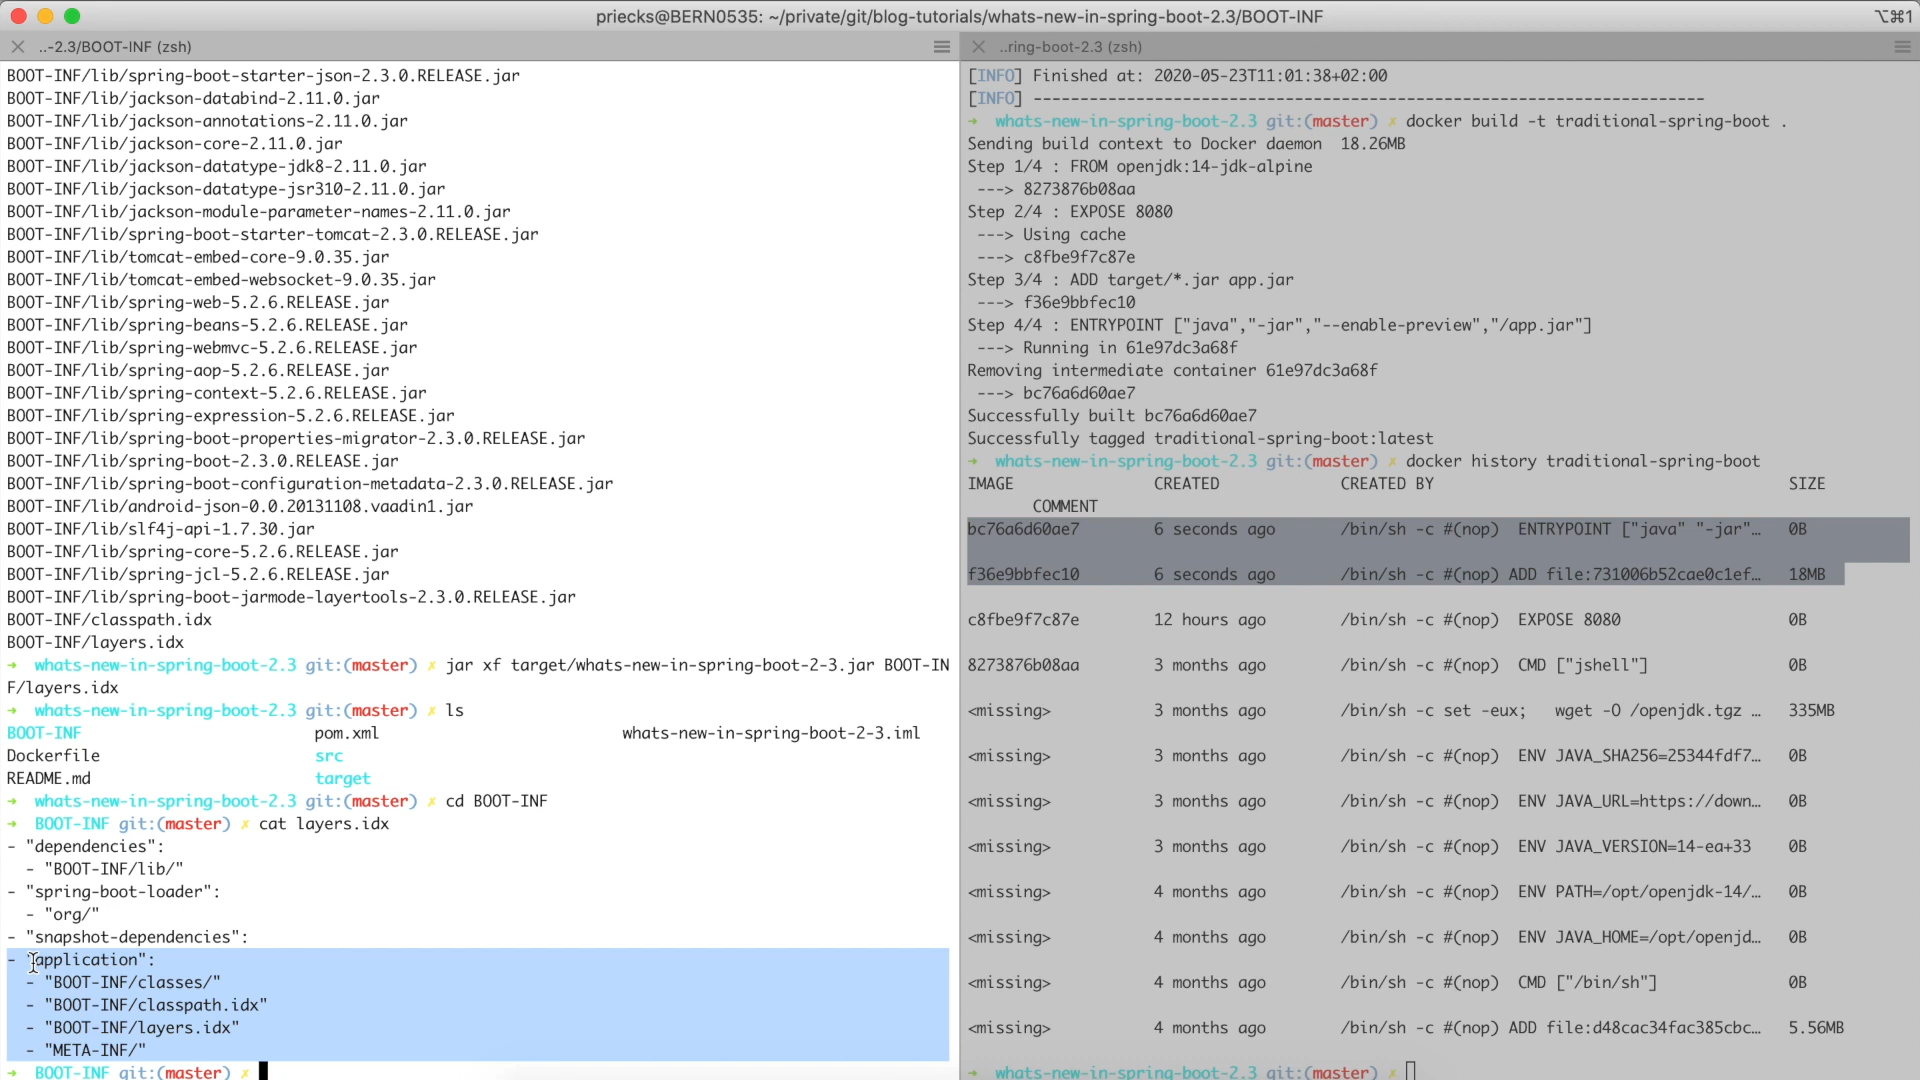 priecks@BERN0535: ~/private/git/blog-tutorials/whats-new-in-spring-boot-2.3/BOOT-INF
⌥⌘1
..-2.3/BOOT-INF (zsh)
BOOT-INF/lib/spring-boot-starter-json-2.3.0.RELEASE.jar
BOOT-INF/lib/jackson-databind-2.11.0.jar
BOOT-INF/lib/jackson-annotations-2.11.0.jar
BOOT-INF/lib/jackson-core-2.11.0.jar
BOOT-INF/lib/jackson-datatype-jdk8-2.11.0.jar
BOOT-INF/lib/jackson-datatype-jsr310-2.11.0.jar
BOOT-INF/lib/jackson-module-parameter-names-2.11.0.jar
BOOT-INF/lib/spring-boot-starter-tomcat-2.3.0.RELEASE.jar
BOOT-INF/lib/tomcat-embed-core-9.0.35.jar
BOOT-INF/lib/tomcat-embed-websocket-9.0.35.jar
BOOT-INF/lib/spring-web-5.2.6.RELEASE.jar
BOOT-INF/lib/spring-beans-5.2.6.RELEASE.jar
BOOT-INF/lib/spring-webmvc-5.2.6.RELEASE.jar
BOOT-INF/lib/spring-aop-5.2.6.RELEASE.jar
BOOT-INF/lib/spring-context-5.2.6.RELEASE.jar
BOOT-INF/lib/spring-expression-5.2.6.RELEASE.jar
BOOT-INF/lib/spring-boot-properties-migrator-2.3.0.RELEASE.jar
BOOT-INF/lib/spring-boot-2.3.0.RELEASE.jar
BOOT-INF/lib/spring-boot-configuration-metadata-2.3.0.RELEASE.jar
BOOT-INF/lib/android-json-0.0.20131108.vaadin1.jar
BOOT-INF/lib/slf4j-api-1.7.30.jar
BOOT-INF/lib/spring-core-5.2.6.RELEASE.jar
BOOT-INF/lib/spring-jcl-5.2.6.RELEASE.jar
BOOT-INF/lib/spring-boot-jarmode-layertools-2.3.0.RELEASE.jar
BOOT-INF/classpath.idx
BOOT-INF/layers.idx
➜ whats-new-in-spring-boot-2.3 git:(master) ✗ jar xf target/whats-new-in-spring-boot-2-3.jar BOOT-IN
F/layers.idx
➜ whats-new-in-spring-boot-2.3 git:(master) ✗ ls
BOOT-INF pom.xml whats-new-in-spring-boot-2-3.iml
Dockerfile src
README.md target
➜ whats-new-in-spring-boot-2.3 git:(master) ✗ cd BOOT-INF
➜ BOOT-INF git:(master) ✗ cat layers.idx
- "dependencies":
  - "BOOT-INF/lib/"
- "spring-boot-loader":
  - "org/"
- "snapshot-dependencies":
- "application":
  - "BOOT-INF/classes/"
  - "BOOT-INF/classpath.idx"
  - "BOOT-INF/layers.idx"
  - "META-INF/"
➜ BOOT-INF git:(master) ✗
..ring-boot-2.3 (zsh)
[INFO] Finished at: 2020-05-23T11:01:38+02:00
[INFO] ------------------------------------------------------------------------
➜ whats-new-in-spring-boot-2.3 git:(master) ✗ docker build -t traditional-spring-boot .
Sending build context to Docker daemon  18.26MB
Step 1/4 : FROM openjdk:14-jdk-alpine
 ---> 8273876b08aa
Step 2/4 : EXPOSE 8080
 ---> Using cache
 ---> c8fbe9f7c87e
Step 3/4 : ADD target/*.jar app.jar
 ---> f36e9bbfec10
Step 4/4 : ENTRYPOINT ["java","-jar","--enable-preview","/app.jar"]
 ---> Running in 61e97dc3a68f
Removing intermediate container 61e97dc3a68f
 ---> bc76a6d60ae7
Successfully built bc76a6d60ae7
Successfully tagged traditional-spring-boot:latest
➜ whats-new-in-spring-boot-2.3 git:(master) ✗ docker history traditional-spring-boot
IMAGE CREATED CREATED BY SIZE
COMMENT
bc76a6d60ae7 6 seconds ago /bin/sh -c #(nop)  ENTRYPOINT ["java" "-jar"… 0B
f36e9bbfec10 6 seconds ago /bin/sh -c #(nop) ADD file:731006b52cae0c1ef… 18MB
c8fbe9f7c87e 12 hours ago /bin/sh -c #(nop)  EXPOSE 8080 0B
8273876b08aa 3 months ago /bin/sh -c #(nop)  CMD ["jshell"] 0B
<missing> 3 months ago /bin/sh -c set -eux;   wget -O /openjdk.tgz … 335MB
<missing> 3 months ago /bin/sh -c #(nop)  ENV JAVA_SHA256=25344fdf7… 0B
<missing> 3 months ago /bin/sh -c #(nop)  ENV JAVA_URL=https://down… 0B
<missing> 3 months ago /bin/sh -c #(nop)  ENV JAVA_VERSION=14-ea+33 0B
<missing> 4 months ago /bin/sh -c #(nop)  ENV PATH=/opt/openjdk-14/… 0B
<missing> 4 months ago /bin/sh -c #(nop)  ENV JAVA_HOME=/opt/openjd… 0B
<missing> 4 months ago /bin/sh -c #(nop)  CMD ["/bin/sh"] 0B
<missing> 4 months ago /bin/sh -c #(nop) ADD file:d48cac34fac385cbc… 5.56MB
➜ whats-new-in-spring-boot-2.3 git:(master) ✗